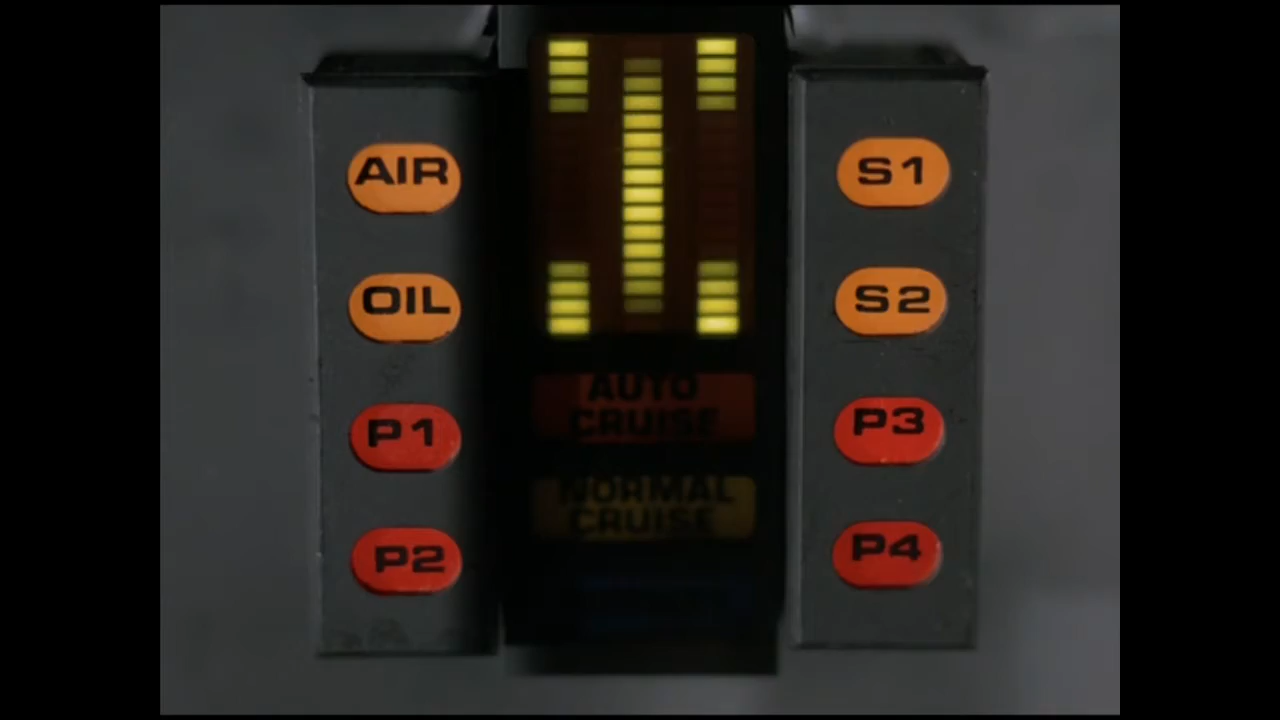 AIR
OIL
P1
P2
AUTO
CRUISE
NORMAL
CRUISE
S1
S2
P3
P4